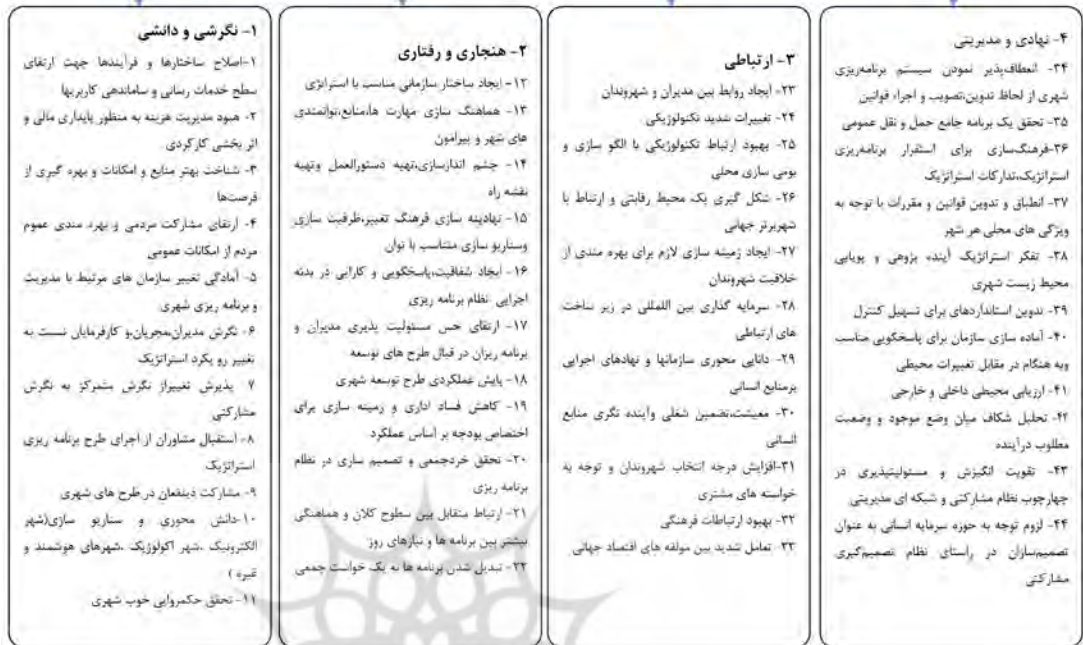 ۱- نگرشی و دانشی
۱-اصلاح ساختارها و فرآیندها جهت ارتقای
سطح خدمات رسانی و ساماندهی کاربریها
۲- هبود مدیریت هزینه به منظور پایداری مالی و
اثر بخشی کارکردی
۳- شناخت بهتر منابع و امکانات و بهره گیری از
فرصت‌ها
۴- ارتقای مشارکت مردمی و بهره مندی عموم
مردم از امکانات عمومی
۵- آمادگی تغییر سازمان های مرتبط با مدیریت
و برنامه ریزی شهری
۶- نگرش مدیران،مجریان،و کارفرمایان نسبت به
تغییر رو یکرد استراتژیک
۷ پذیرش تغییراز نگرش متمرکز به نگرش
مشارکتی
۸- استقبال مشاوران از اجرای طرح برنامه ریزی
استراتژیک
۹- مشارکت ذینفعان در طرح های شهری
۱۰-دانش محوری و سناریو سازی(شهر
الکترونیک ،شهر اکولوژیک ،شهرهای هوشمند و
غیره )
۱۱- تحقق حکمروایی خوب شهری
۲- هنجاری و رفتاری
۱۲- ایجاد ساختار سازمانی مناسب با استراتژی
۱۳- هماهنگ سازی مهارت ها،منابع،توانمندی
های شهر و پیرامون
۱۴- چشم اندازسازی،تهیه دستورالعمل وتهیه
نقشه راه
۱۵- نهادینه سازی فرهنگ تغییر،ظرفیت سازی
وسناریو سازی متناسب با توان
۱۶- ایجاد شفافیت،پاسخگویی و کارایی در بدنه
اجرایی نظام برنامه ریزی
۱۷- ارتقای حس مسئولیت پذیری مدیران و
برنامه ریزان در قبال طرح های توسعه
۱۸- پایش عملکردی طرح توسعه شهری
۱۹- کاهش فساد اداری و زمینه سازی برای
اختصاص بودجه بر اساس عملکرد
۲۰- تحقق خردجمعی و تصمیم سازی در نظام
برنامه ریزی
۲۱- ارتباط متقابل بین سطوح کلان و هماهنگی
بیشتر بین برنامه ها و نیازهای روز
۲۲- تبدیل شدن برنامه ها به یک خواست جمعی
۳- ارتباطی
۲۳- ایجاد روابط بین مدیران و شهروندان
۲۴- تغییرات شدید تکنولوژیکی
۲۵- بهبود ارتباط تکنولوژیکی با الگو سازی و
بومی سازی محلی
۲۶- شکل گیری یک محیط رقابتی و ارتباط با
شهربرتر جهانی
۲۷- ایجاد زمینه سازی لازم برای بهره مندی از
خلاقیت شهروندان
۲۸- سرمایه گذاری بین المللی در زیر ساخت
های ارتباطی
۲۹- دانایی محوری سازمانها و نهادهای اجرایی
برمنابع انسانی
۳۰- معیشت،تضمین شغلی وآینده نگری منابع
انسانی
۳۱-افزایش درجه انتخاب شهروندان و توجه به
خواسته های مشتری
۳۲- بهبود ارتباطات فرهنگی
۳۳- تعامل شدید بین مولفه های اقتصاد جهانی
۴- نهادی و مدیریتی
۳۴- انعطاف‌پذیر نمودن سیستم برنامه‌ریزی
شهری از لحاظ تدوین،تصویب و اجراء قوانین
۳۵- تحقق یک برنامه جامع حمل و نقل عمومی
۳۶-فرهنگ‌سازی برای استقرار برنامه‌ریزی
استراتژیک،تدارکات استراتژیک
۳۷- انطباق و تدوین قوانین و مقررات با توجه به
ویژگی های محلی هر شهر
۳۸- تفکر استراتژیک آینده پژوهی و پویایی
محیط زیست شهری
۳۹- تدوین استانداردهای برای تسهیل کنترل
۴۰- آماده سازی سازمان برای پاسخگویی مناسب
وبه هنگام در مقابل تغییرات محیطی
۴۱- ارزیابی محیطی داخلی و خارجی
۴۲- تحلیل شکاف میان وضع موجود و وضعیت
مطلوب درآینده
۴۳- تقویت انگیزش و مسئولیتپذیری در
چهارچوب نظام مشارکتی و شبکه ای مدیریتی
۴۴- لزوم توجه به حوزه سرمایه انسانی به عنوان
تصمیم‌سازان در راستای نظام تصمیم‌گیری
مشارکتی